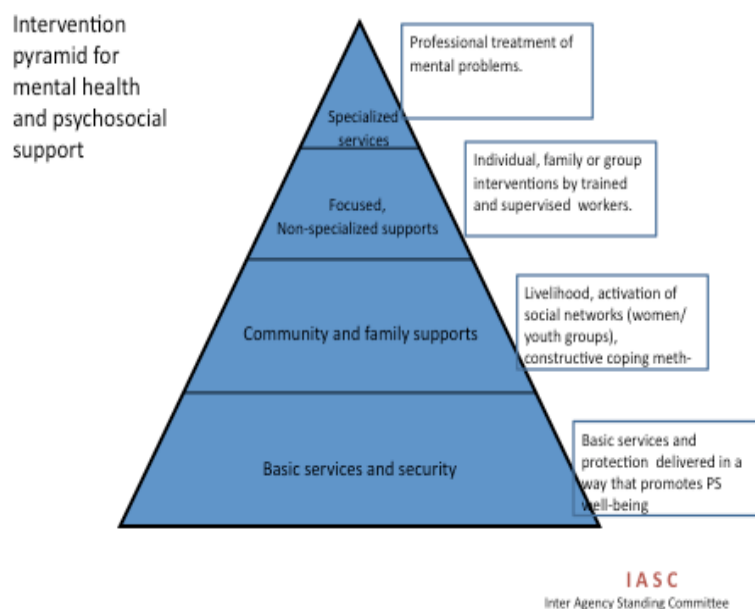 Intervention
pyramid for
mental health
and psychosocial
support
Professional treatment of
mental problems.
Specialized
services
Individual, family or group
interventions by trained
and supervised workers.
Focused,
Non-specialized supports
Livelihood, activation of
social networks (women/
youth groups),
constructive coping meth-
Community and family supports
Basic services and
protection delivered in a
way that promotes PS
well-being
Basic services and security
IASC
Inter Agency Standing Committee